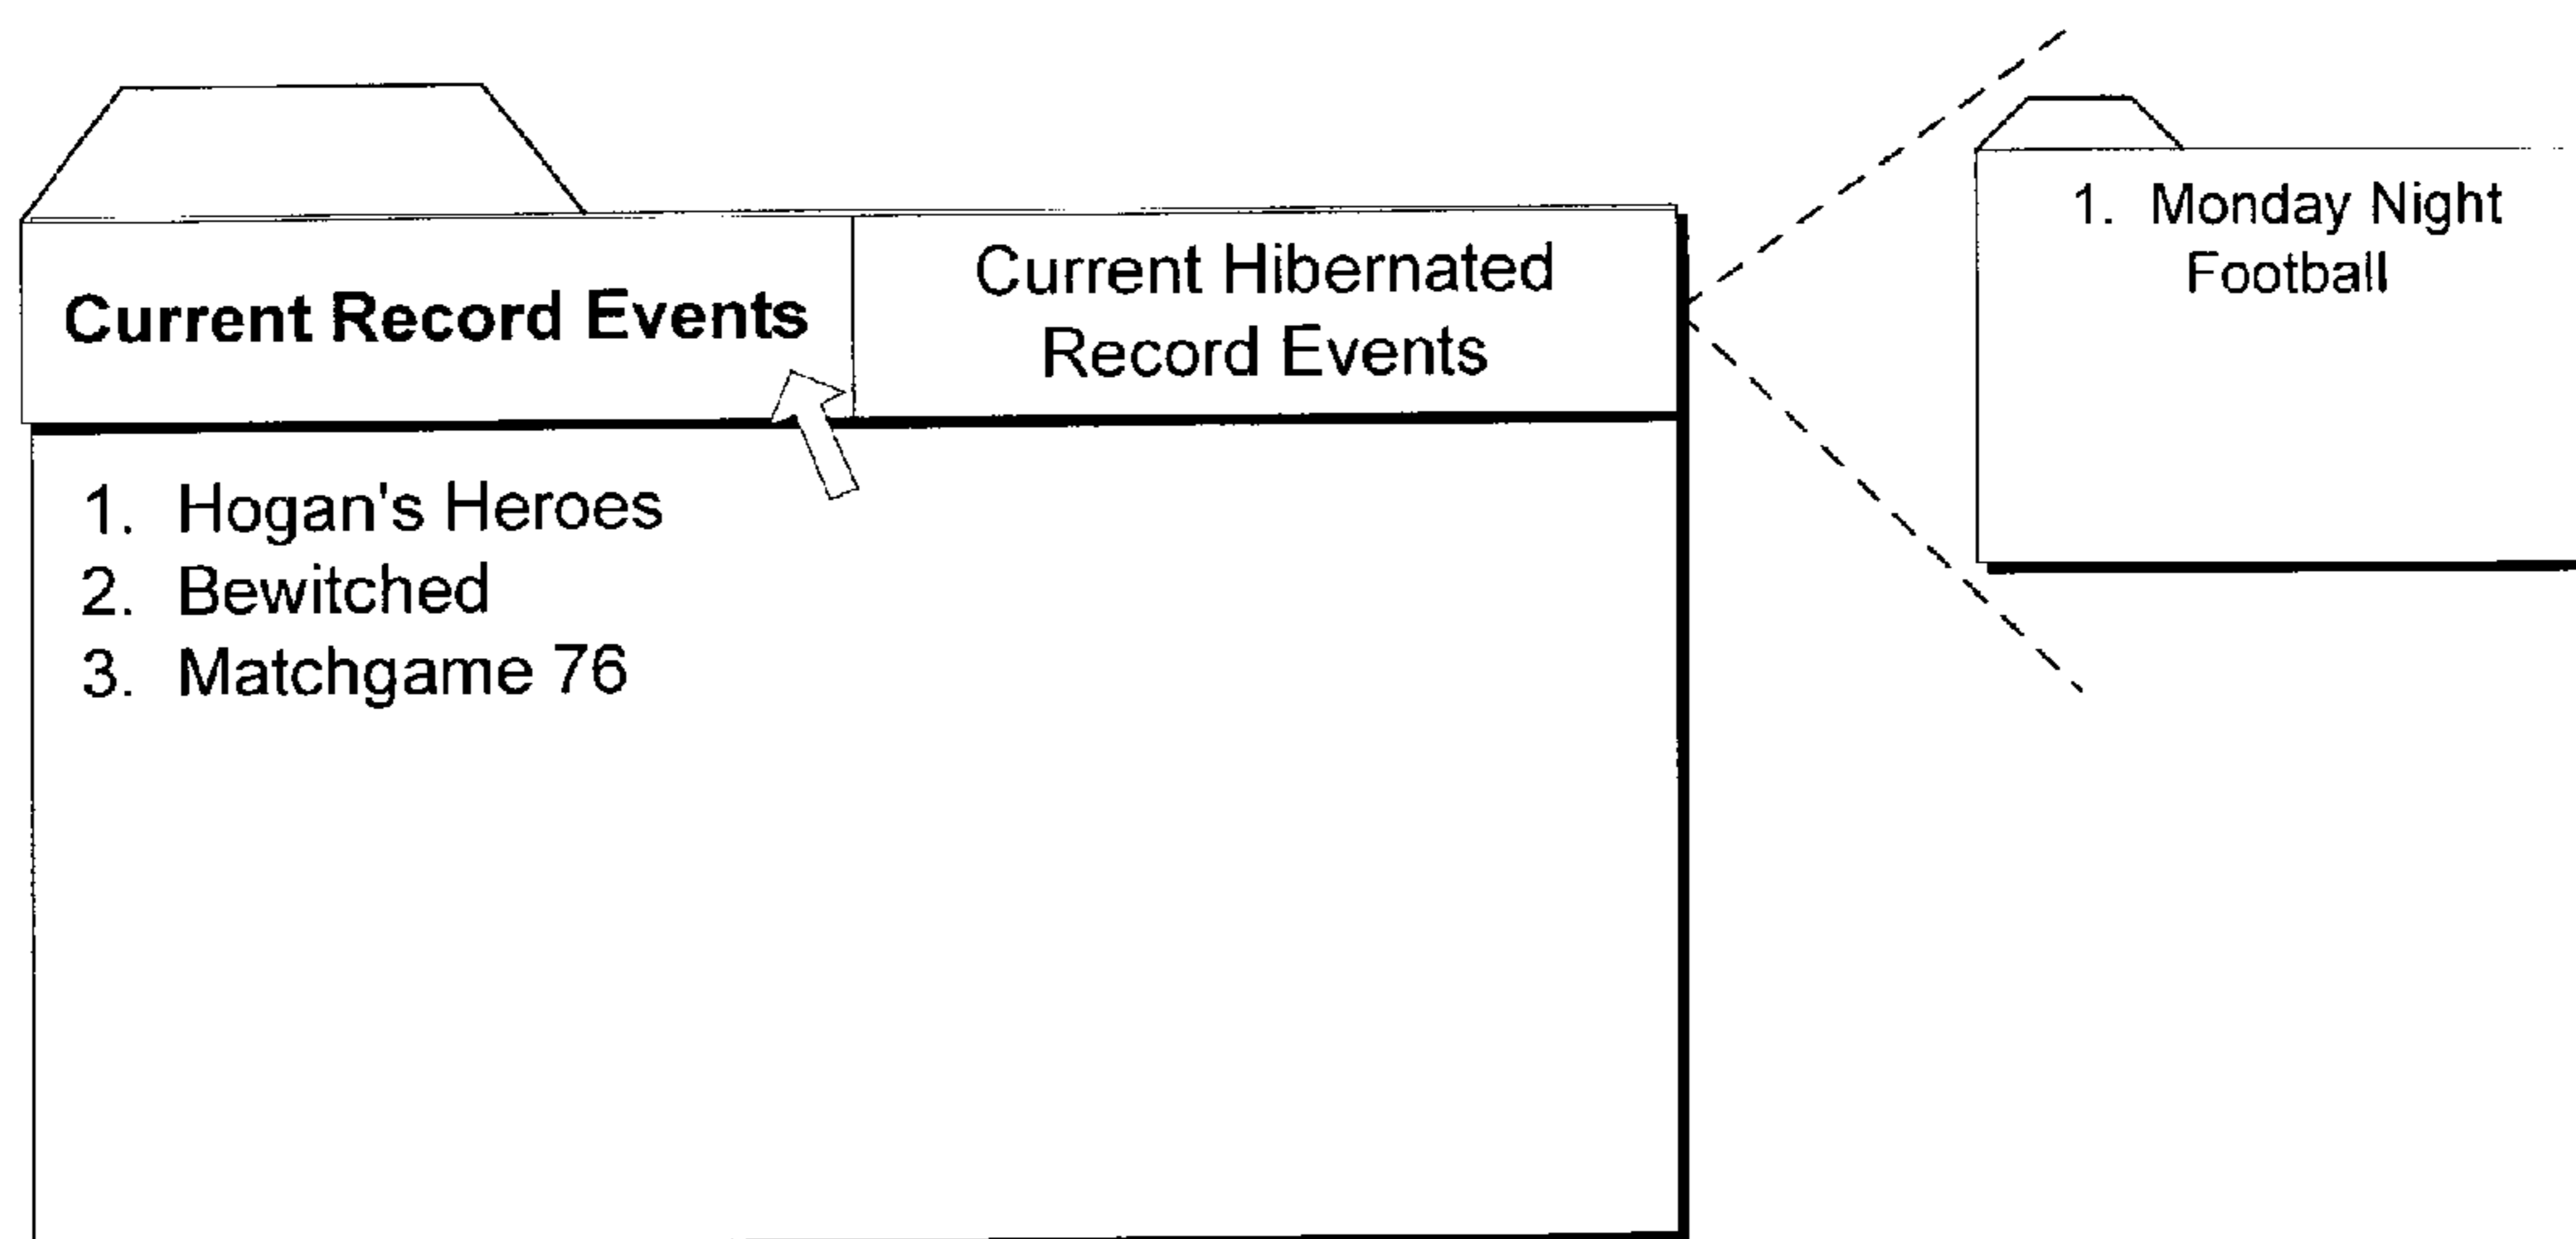 Current Record Events
Current Hibernated
Record Events
1. Hogan's Heroes
2. Bewitched
3. Matchgame 76
1. Monday Night
Football